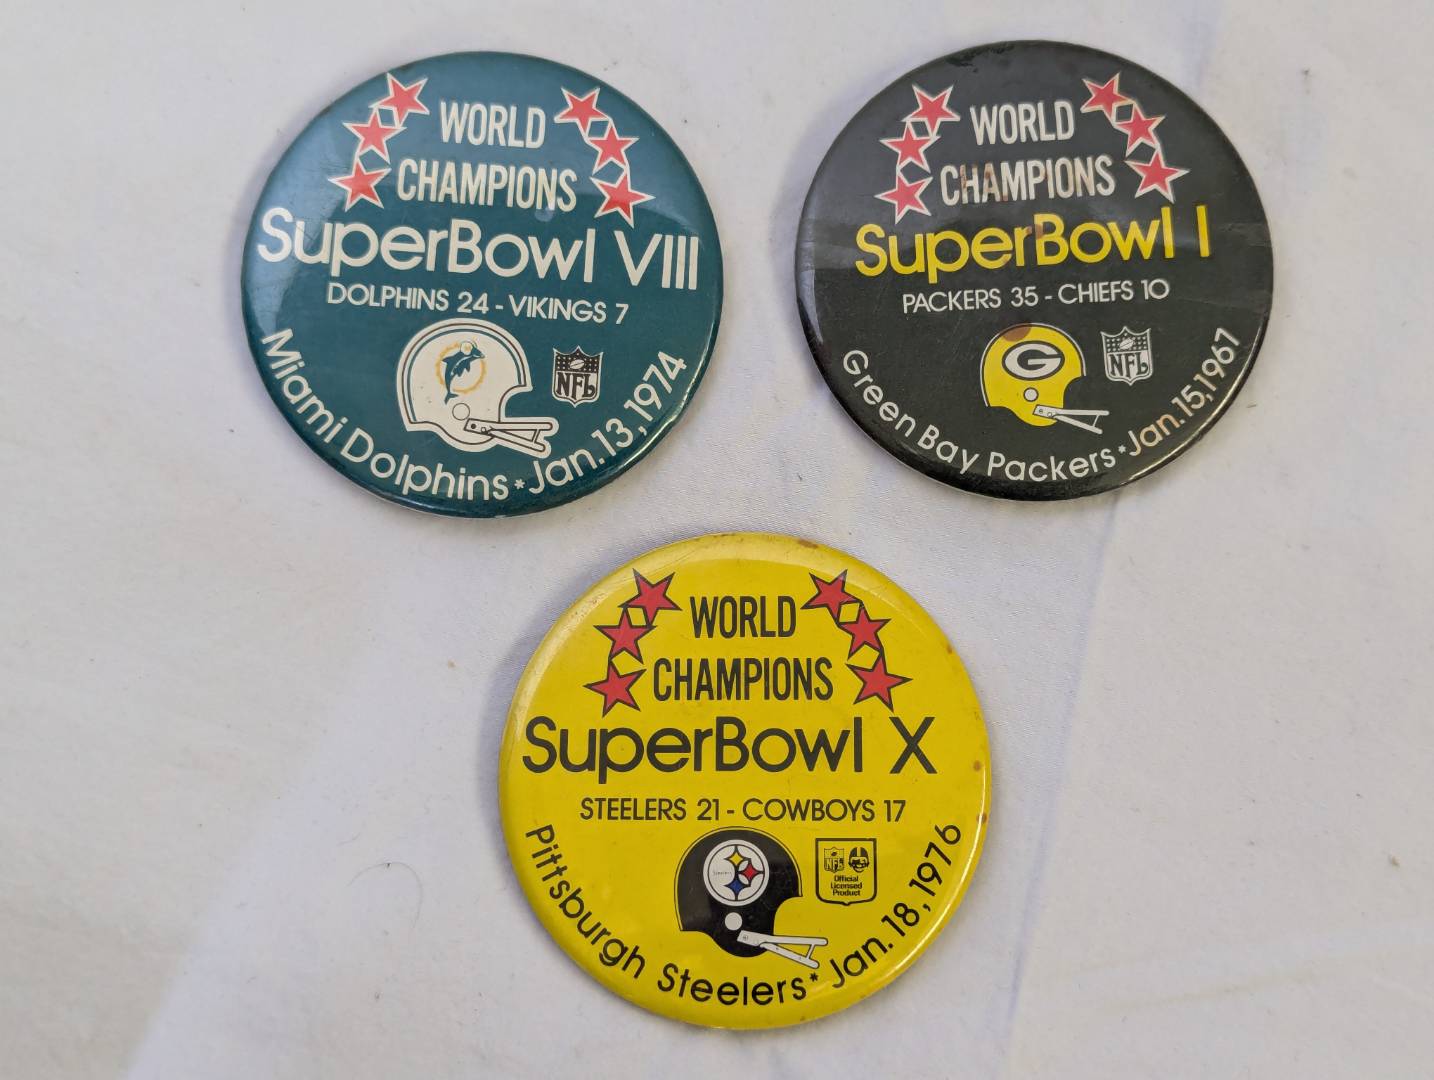 WORLD
CHAMPIONS
SuperBowl VIII
DOLPHINS 24 - VIKINGS 7
NFL
Miami Dolphins * Jan. 13, 1974
WORLD
CHAMPIONS
SuperBowl I
PACKERS 35 - CHIEFS 10
G
NFL
Green Bay Packers * Jan. 15, 1967
WORLD
CHAMPIONS
SuperBowl X
STEELERS 21 - COWBOYS 17
Steelers
NFL
Official
Licensed
Product
Pittsburgh Steelers * Jan. 18, 1976